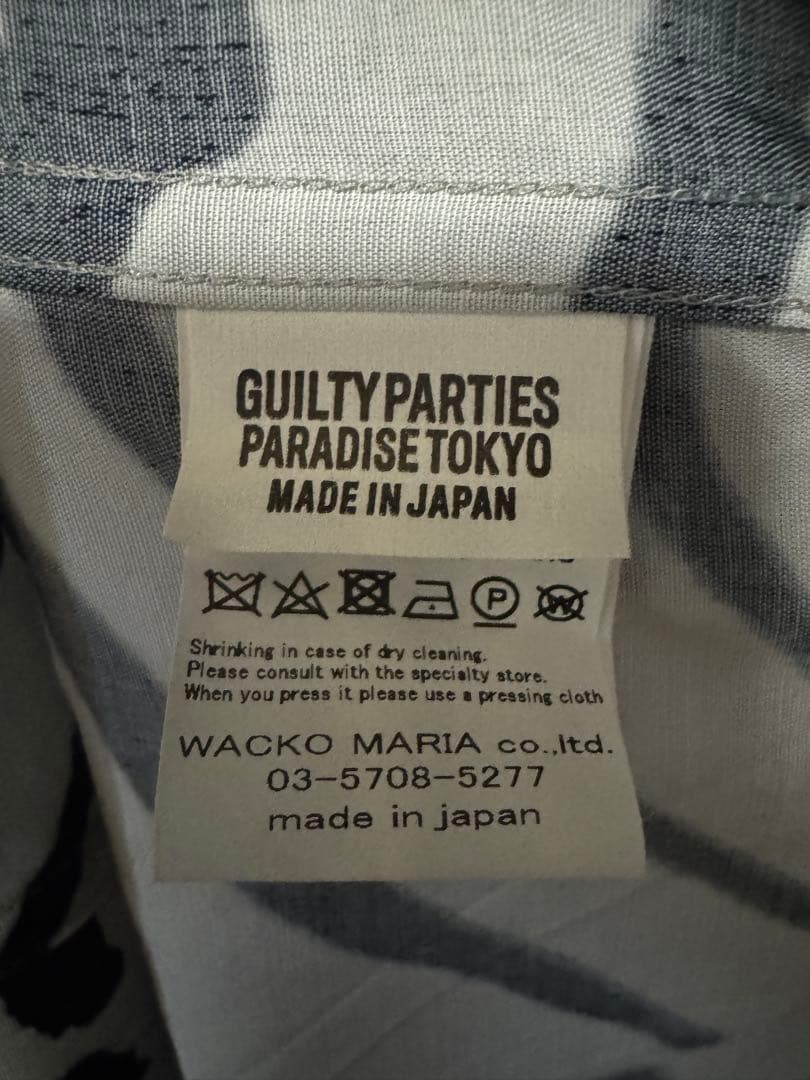 GUILTY PARTIES
PARADISE TOKYO
MADE IN JAPAN
P
W
Shrinking in case of dry cleaning.
Please consult with the specialty store.
When you press it please use a pressing cloth
WACKO MARIA co.,ltd.
03-5708-5277
made in japan